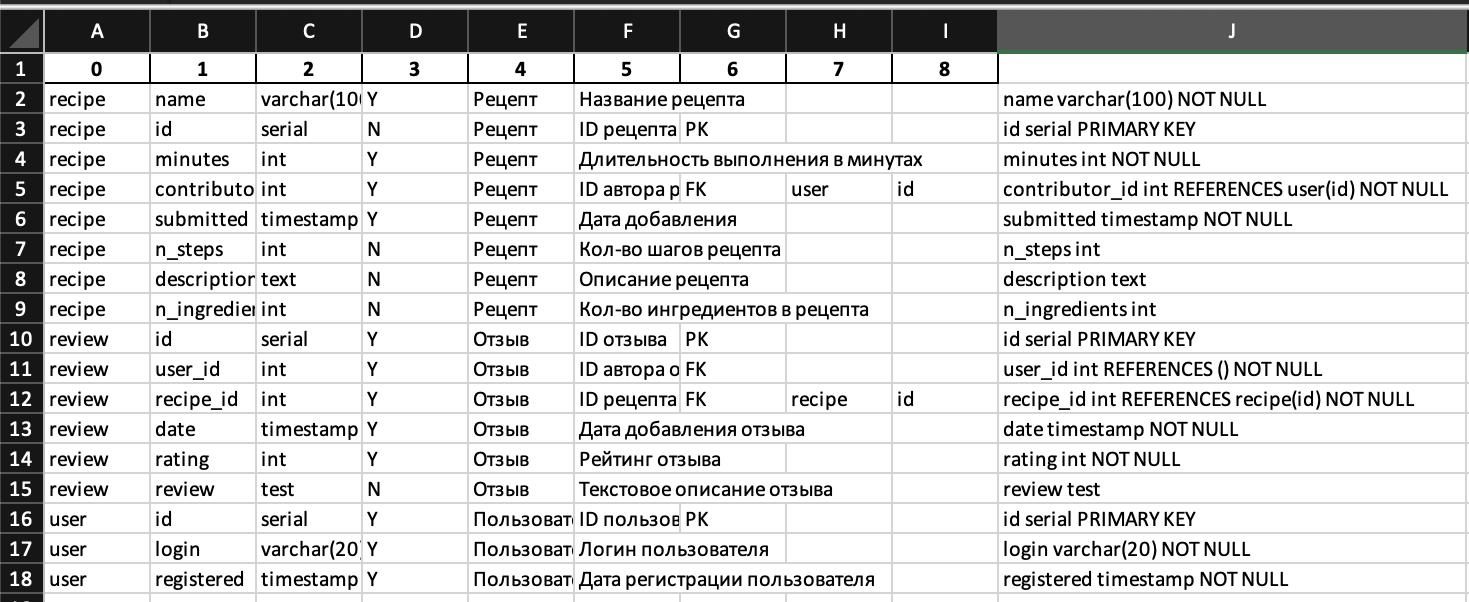 A B C D E F G H I J
1 0 1 2 3 4 5 6 7 8
2 recipe name varchar(10 Y Рецепт Название рецепта name varchar(100) NOT NULL
3 recipe id serial N Рецепт ID рецепта PK id serial PRIMARY KEY
4 recipe minutes int Y Рецепт Длительность выполнения в минутах minutes int NOT NULL
5 recipe contributo int Y Рецепт ID автора р FK user id contributor_id int REFERENCES user(id) NOT NULL
6 recipe submitted timestamp Y Рецепт Дата добавления submitted timestamp NOT NULL
7 recipe n_steps int N Рецепт Кол-во шагов рецепта n_steps int
8 recipe description text N Рецепт Описание рецепта description text
9 recipe n_ingredie int N Рецепт Кол-во ингредиентов в рецепта n_ingredients int
10 review id serial Y Отзыв ID отзыва PK id serial PRIMARY KEY
11 review user_id int Y Отзыв ID автора о FK user_id int REFERENCES () NOT NULL
12 review recipe_id int Y Отзыв ID рецепта FK recipe id recipe_id int REFERENCES recipe(id) NOT NULL
13 review date timestamp Y Отзыв Дата добавления отзыва date timestamp NOT NULL
14 review rating int Y Отзыв Рейтинг отзыва rating int NOT NULL
15 review review test N Отзыв Текстовое описание отзыва review test
16 user id serial Y Пользоват ID пользов PK id serial PRIMARY KEY
17 user login varchar(20) Y Пользоват Логин пользователя login varchar(20) NOT NULL
18 user registered timestamp Y Пользоват Дата регистрации пользователя registered timestamp NOT NULL